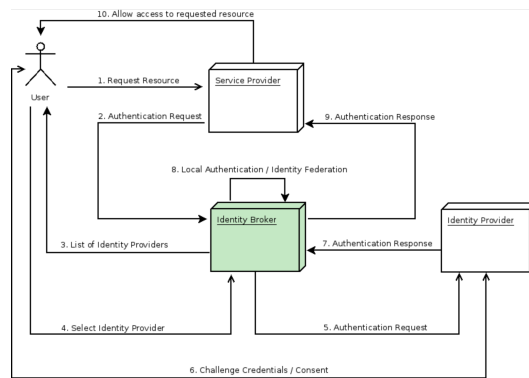 10. Allow access to requested resource
User
1. Request Resource
Service Provider
2. Authentication Request
9. Authentication Response
8. Local Authentication / Identity Federation
Identity Broker
Identity Provider
3. List of Identity Providers
7. Authentication Response
4. Select Identity Provider
5. Authentication Request
6. Challenge Credentials / Consent